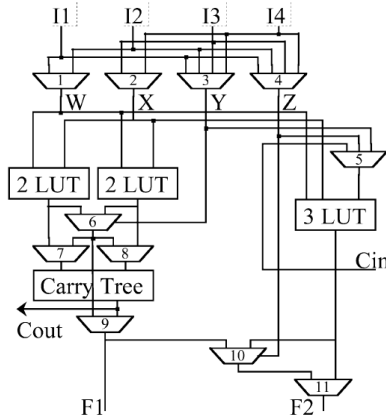 I1 I2 I3 I4
1 2 3 4
W X Y Z
5
2 LUT 2 LUT
3 LUT
6
7 8
Cin
Carry Tree
Cout
9
10
11
F1 F2